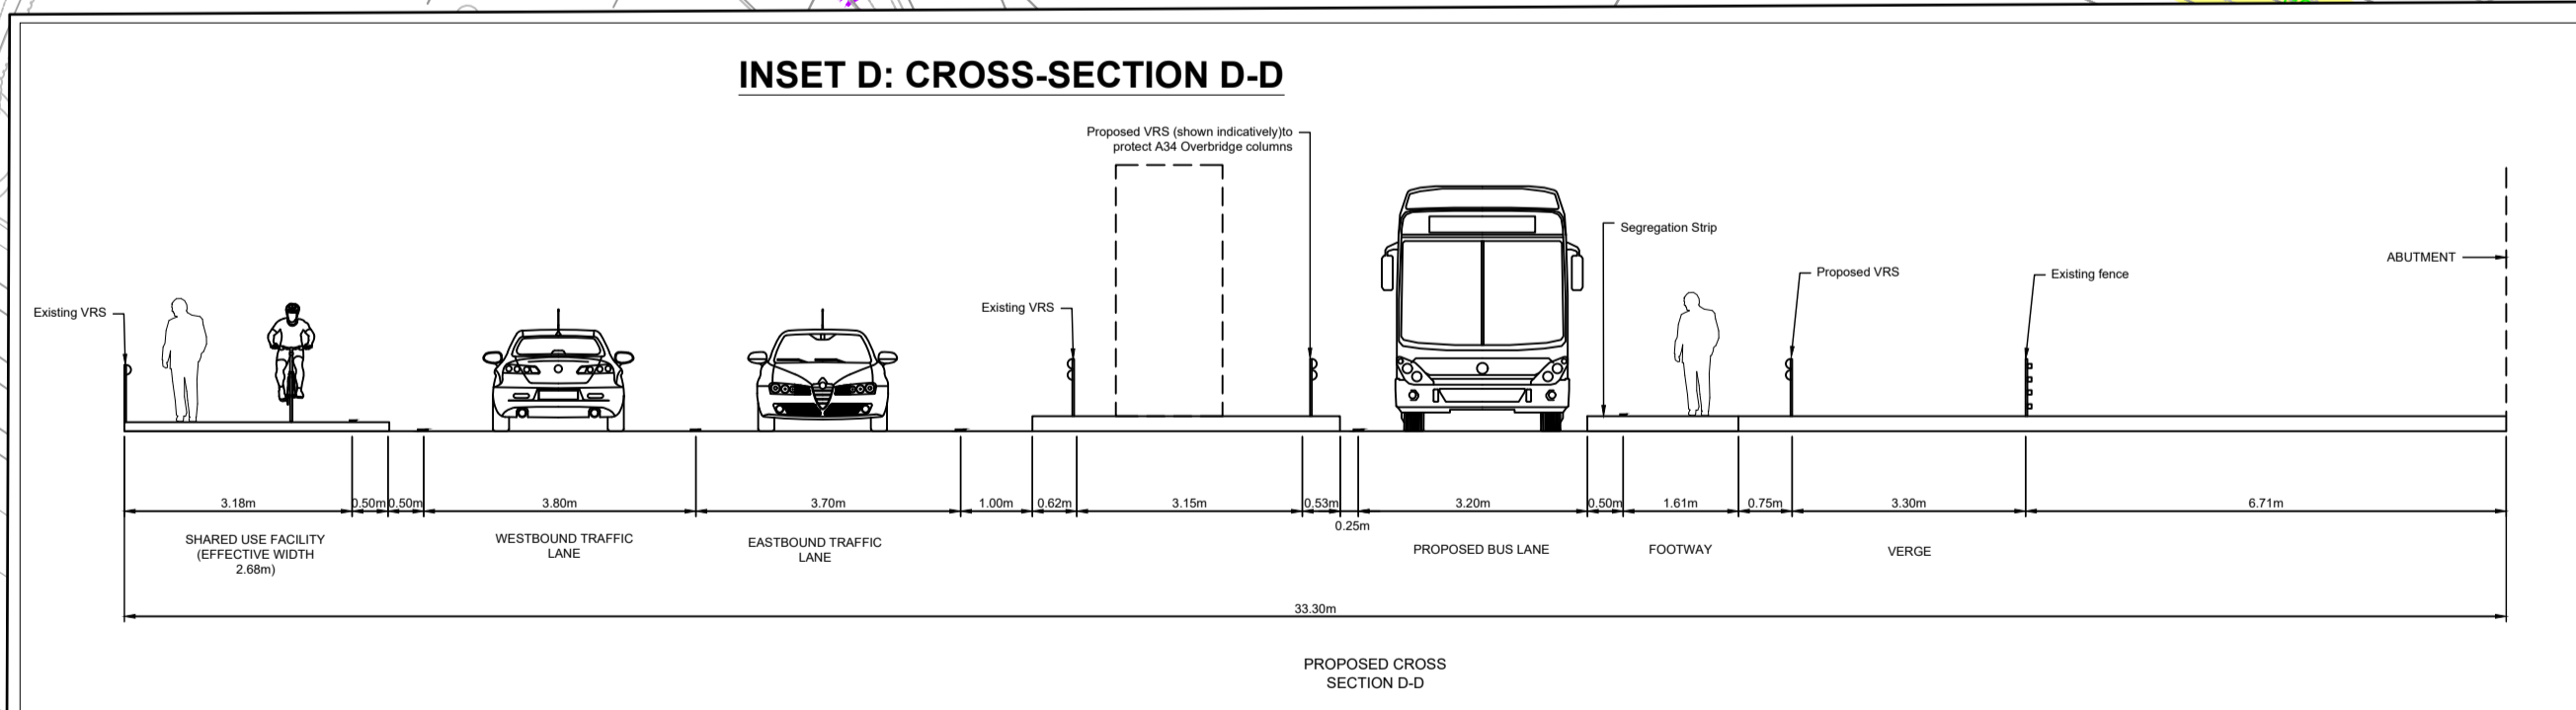 INSET D: CROSS-SECTION D-D
Proposed VRS (shown indicatively)to
protect A34 Overbridge columns
Segregation Strip
ABUTMENT
Proposed VRS
Existing fence
Existing VRS
Existing VRS
3.18m
0.50m
0.50m
3.80m
3.70m
1.00m
0.62m
3.15m
0.53m
0.25m
3.20m
0.50m
1.61m
0.75m
3.30m
6.71m
SHARED USE FACILITY
(EFFECTIVE WIDTH
2.68m)
WESTBOUND TRAFFIC
LANE
EASTBOUND TRAFFIC
LANE
PROPOSED BUS LANE
FOOTWAY
VERGE
33.30m
PROPOSED CROSS
SECTION D-D